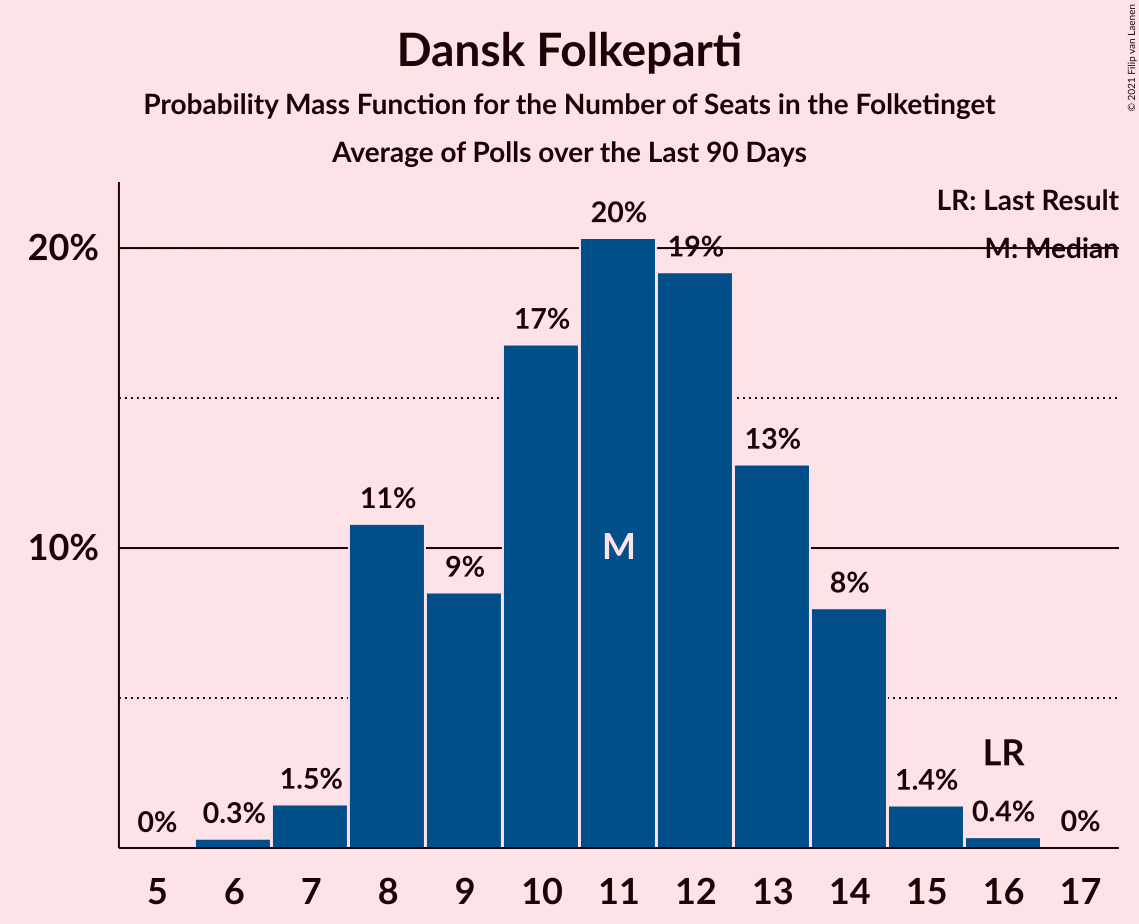 Dansk Folkeparti
Probability Mass Function for the Number of Seats in the Folketinget
Average of Polls over the Last 90 Days
© 2021 Filip van Laenen
LR: Last Result
M: Median
20%
10%
0%
0.3%
1.5%
11%
9%
17%
20%
19%
13%
8%
1.4%
0.4%
0%
M
LR
5 6 7 8 9 10 11 12 13 14 15 16 17